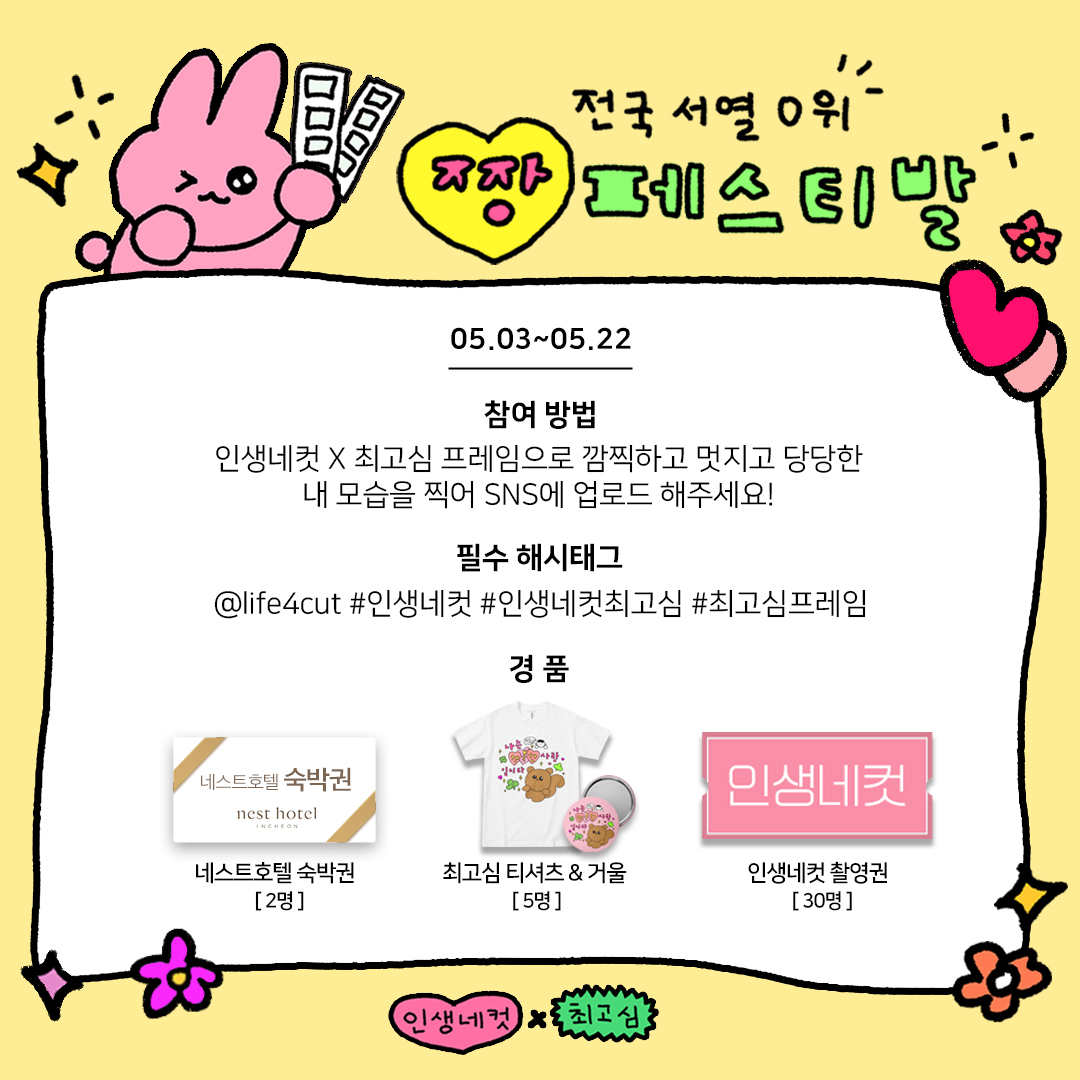 전국 서열 0위
짱 페스티발
05.03~05.22
참여 방법
인생네컷 X 최고심 프레임으로 깜찍하고 멋지고 당당한
내 모습을 찍어 SNS에 업로드 해주세요!
필수 해시태그
@life4cut #인생네컷 #인생네컷최고심 #최고심프레임
경 품
네스트호텔 숙박권
nest hotel
INCHEON
나는
사랑
입니다
인생네컷
네스트호텔 숙박권
[ 2명 ]
최고심 티셔츠 & 거울
[ 5명 ]
인생네컷 촬영권
[ 30명 ]
인생네컷 x 최고심